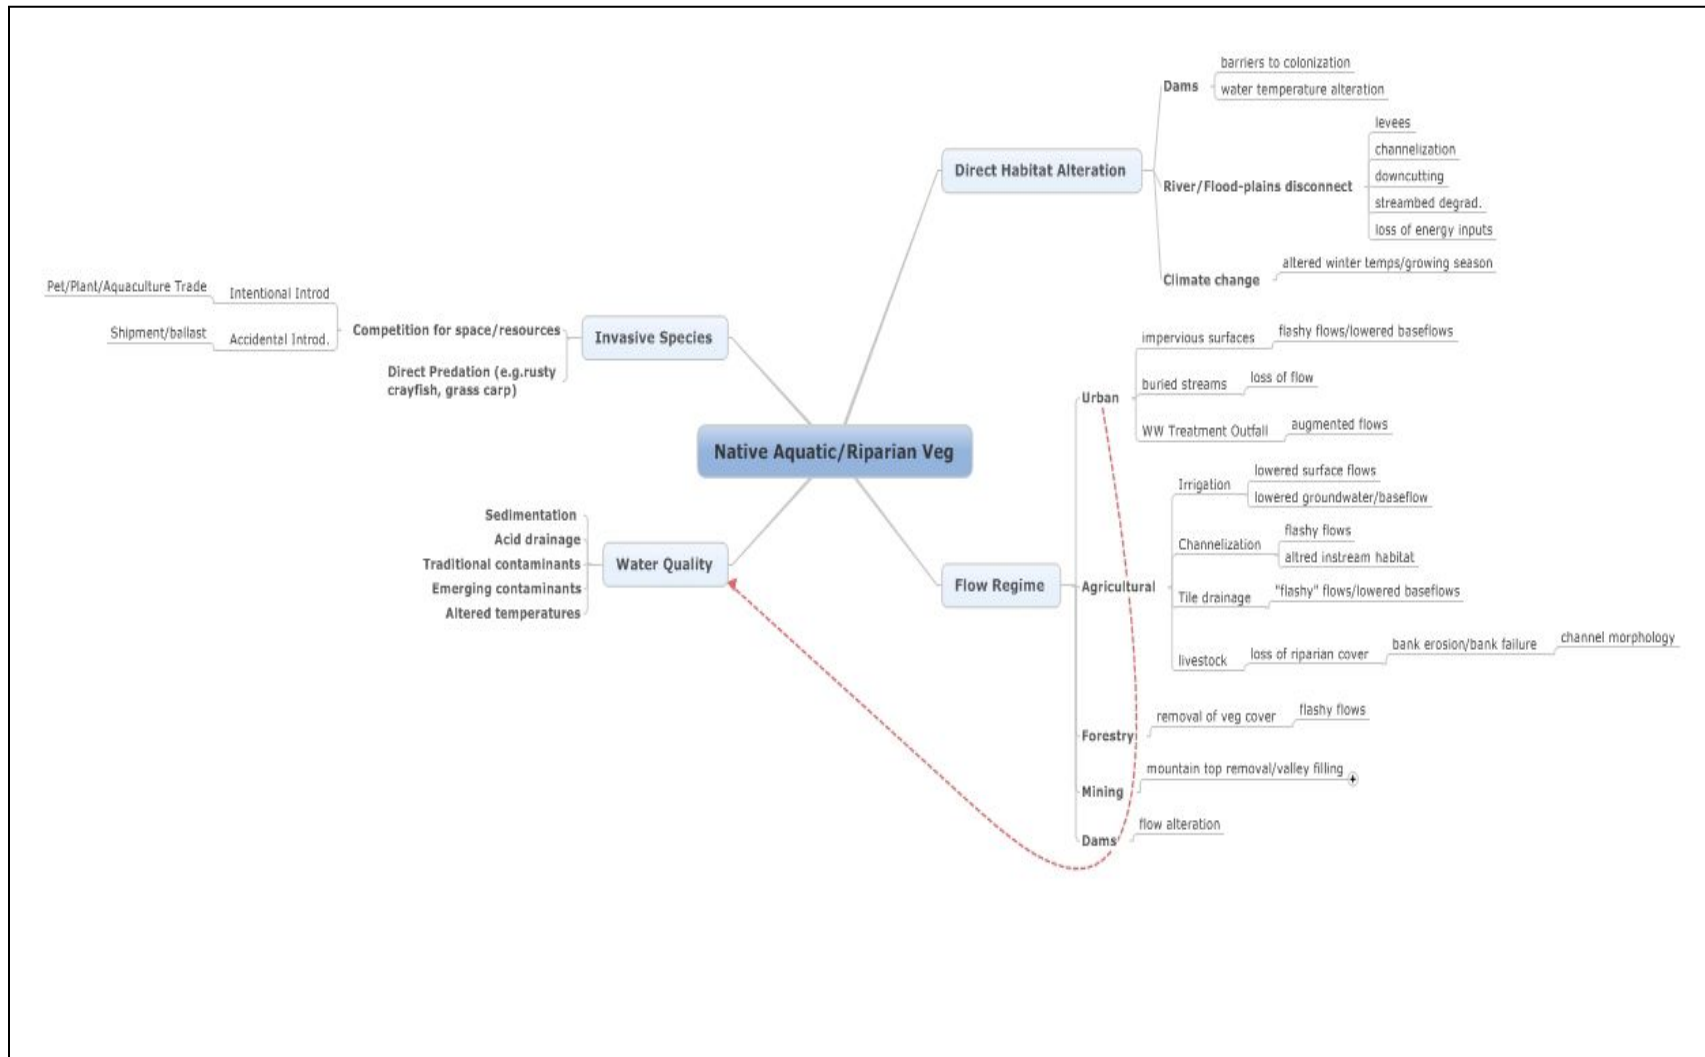 Native Aquatic/Riparian Veg
Direct Habitat Alteration
Dams
barriers to colonization
water temperature alteration
River/Flood-plains disconnect
levees
channelization
downcutting
streambed degrad.
loss of energy inputs
Climate change
altered winter temps/growing season
Flow Regime
Urban
impervious surfaces
flashy flows/lowered baseflows
buried streams
loss of flow
WW Treatment Outfall
augmented flows
Agricultural
Irrigation
lowered surface flows
lowered groundwater/baseflow
Channelization
flashy flows
altred instream habitat
Tile drainage
"flashy" flows/lowered baseflows
livestock
loss of riparian cover
bank erosion/bank failure
channel morphology
Forestry
removal of veg cover
flashy flows
Mining
mountain top removal/valley filling
Dams
flow alteration
Invasive Species
Competition for space/resources
Intentional Introd
Pet/Plant/Aquaculture Trade
Accidental Introd.
Shipment/ballast
Direct Predation (e.g.rusty
crayfish, grass carp)
Water Quality
Sedimentation
Acid drainage
Traditional contaminants
Emerging contaminants
Altered temperatures